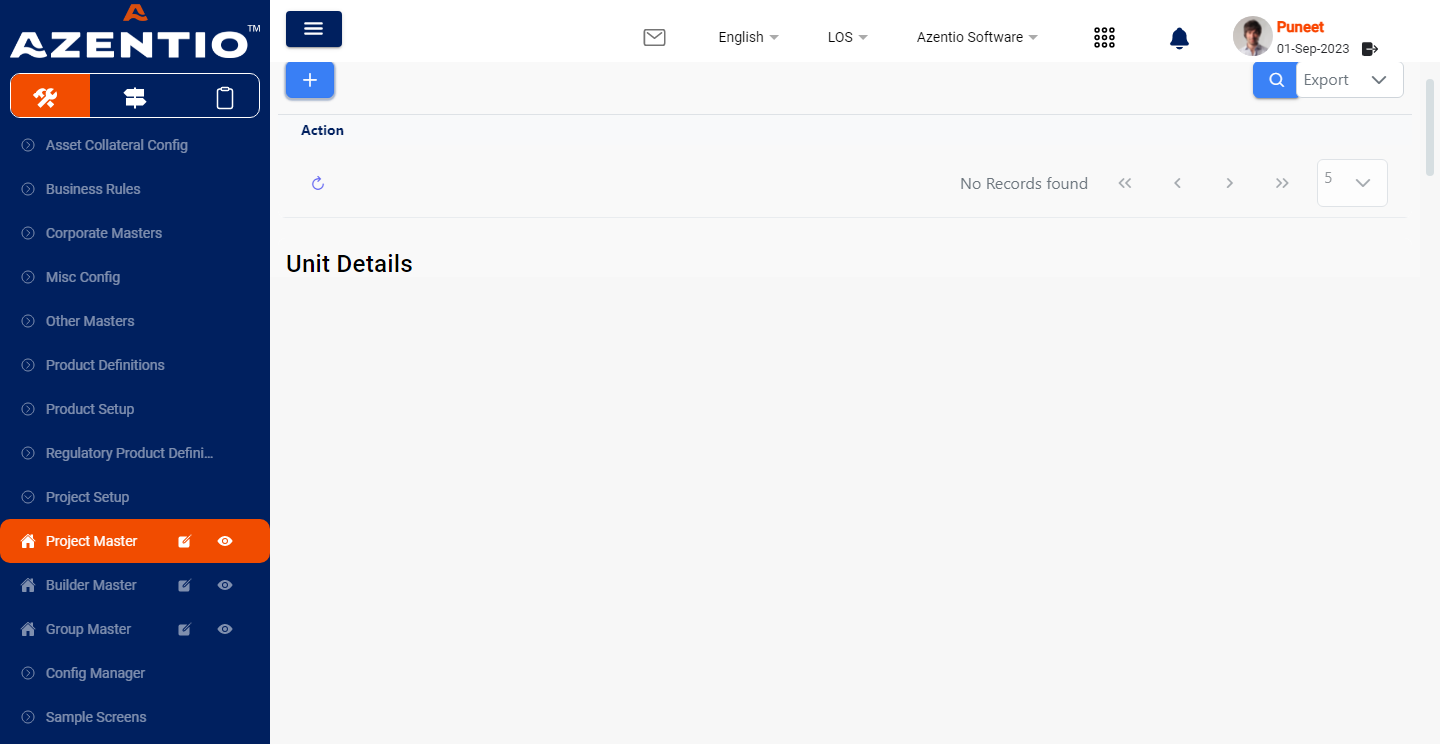 AZENTIO™
English
LOS
Azentio Software
Puneet
01-Sep-2023
Export
Action
No Records found
5
Unit Details
Asset Collateral Config
Business Rules
Corporate Masters
Misc Config
Other Masters
Product Definitions
Product Setup
Regulatory Product Defini...
Project Setup
Project Master
Builder Master
Group Master
Config Manager
Sample Screens